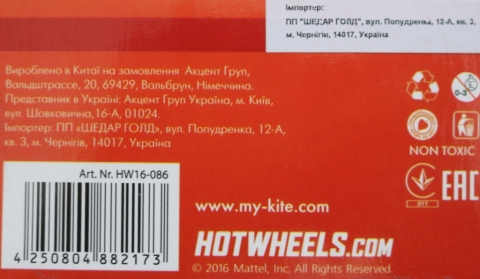 Імпортер:
ПП "ШЕДАР ГОЛД", вул. Попудренка, 12-А, кв. 3,
м. Чернігів, 14017, Україна
Вироблено в Китаї на замовлення Акцент Груп,
Вальдштрассе, 20, 69429, Вальбрун, Німеччина.
Представник в Україні: Акцент Груп Україна, м. Київ,
вул. Шовковична,16-А, 01024.
Імпортер: ПП «ШЕДАР ГОЛД», вул. Попудренка, 12-А,
кв. 3, м. Чернігів, 14017, Україна
0-3
NON TOXIC
EAC
Art. Nr. HW16-086
4 250804 882173
www.my-kite.com
HOTWHEELS.COM
© 2016 Mattel, Inc. All Rights Reserved.